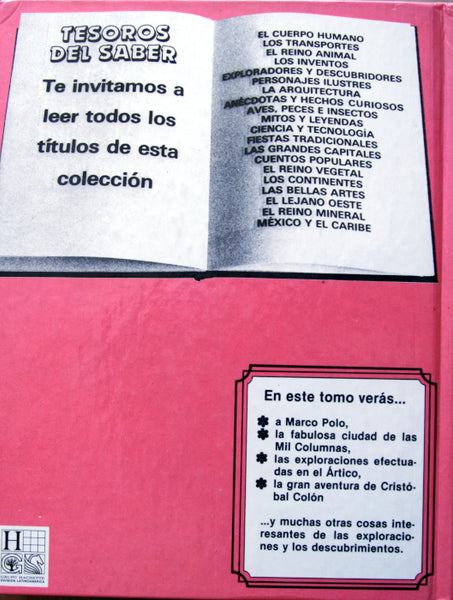 TESOROS
DEL SABER
Te invitamos a
leer todos los
títulos de esta
colección
EL CUERPO HUMANO
LOS TRANSPORTES
EL REINO ANIMAL
LOS INVENTOS
EXPLORADORES Y DESCUBRIDORES
PERSONAJES ILUSTRES
LA ARQUITECTURA
ANÉCDOTAS Y HECHOS CURIOSOS
AVES, PECES E INSECTOS
MITOS Y LEYENDAS
CIENCIA Y TECNOLOGÍA
FIESTAS TRADICIONALES
LAS GRANDES CAPITALES
CUENTOS POPULARES
EL REINO VEGETAL
LOS CONTINENTES
LAS BELLAS ARTES
EL LEJANO OESTE
EL REINO MINERAL
MÉXICO Y EL CARIBE
En este tomo verás...
a Marco Polo,
la fabulosa ciudad de las
Mil Columnas,
las exploraciones efectua-
das en el Ártico,
la gran aventura de Cristó-
bal Colón
...y muchas otras cosas inte-
resantes de las exploracio-
nes y los descubrimientos.
H
GRUPO HACHETTE
DIVISIÓN LATINOAMÉRICA